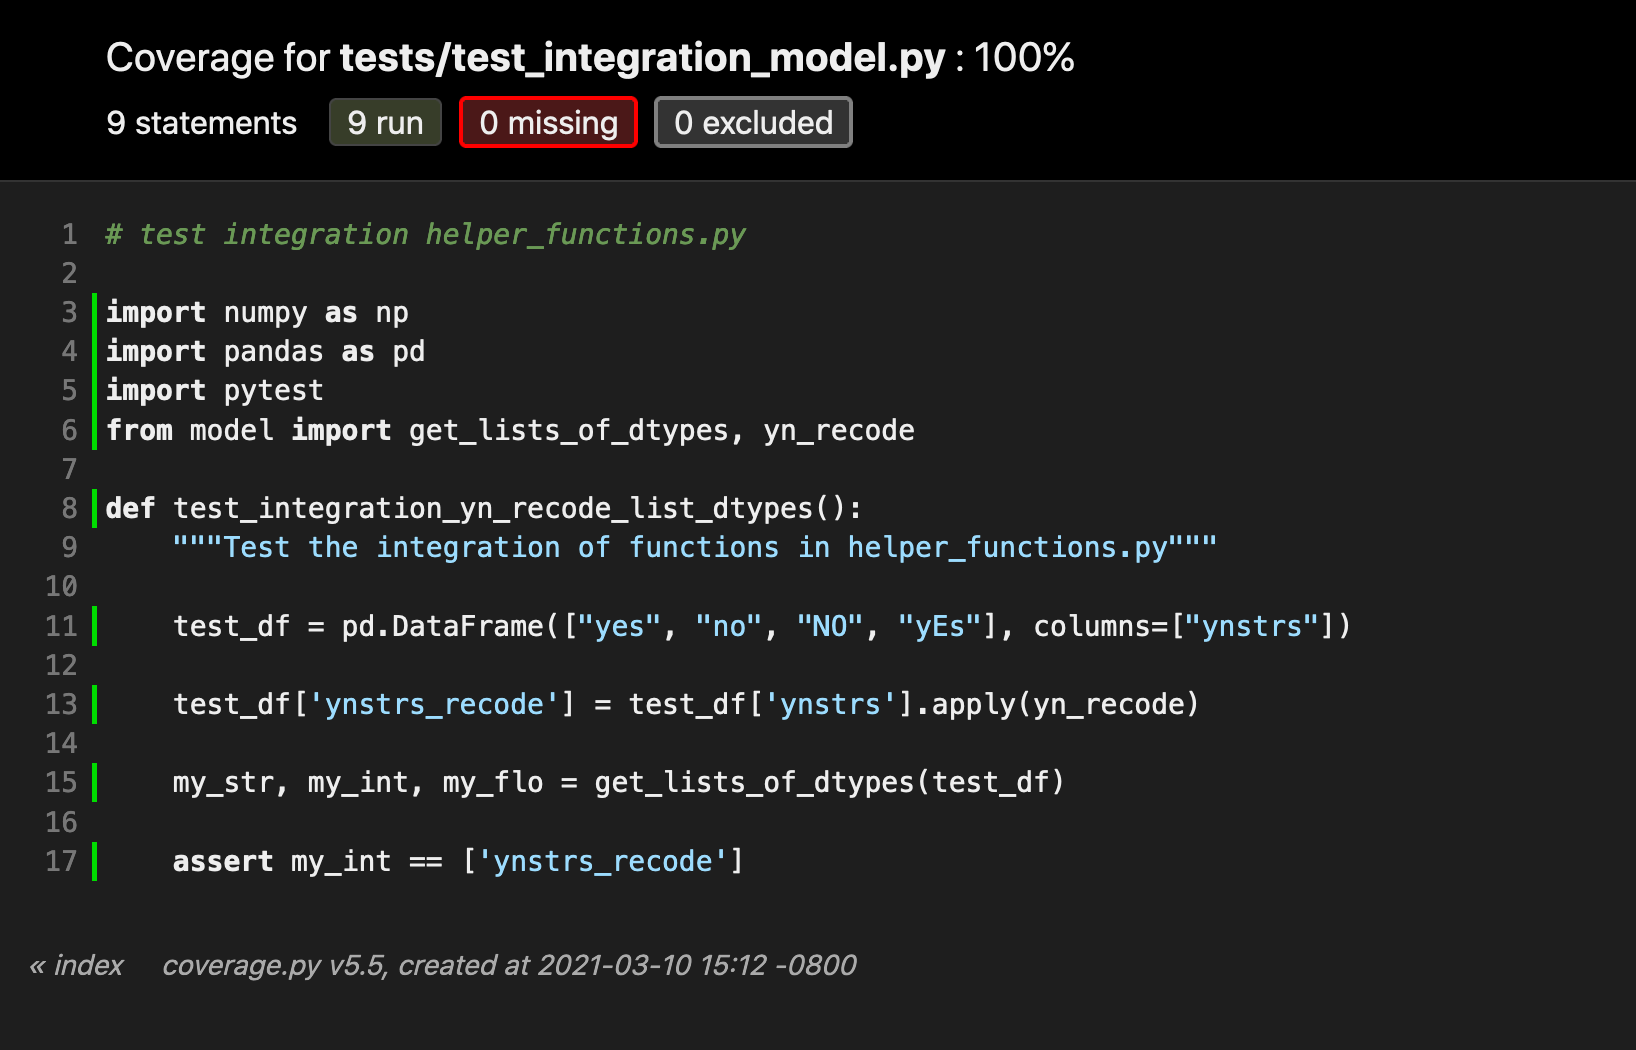 Coverage for tests/test_integration_model.py : 100%
9 statements 9 run 0 missing 0 excluded
1 # test integration helper_functions.py
2
3 import numpy as np
4 import pandas as pd
5 import pytest
6 from model import get_lists_of_dtypes, yn_recode
7
8 def test_integration_yn_recode_list_dtypes():
9     """Test the integration of functions in helper_functions.py"""
10
11     test_df = pd.DataFrame(["yes", "no", "NO", "yEs"], columns=["ynstrs"])
12
13     test_df['ynstrs_recode'] = test_df['ynstrs'].apply(yn_recode)
14
15     my_str, my_int, my_flo = get_lists_of_dtypes(test_df)
16
17     assert my_int == ['ynstrs_recode']
« index coverage.py v5.5, created at 2021-03-10 15:12 -0800